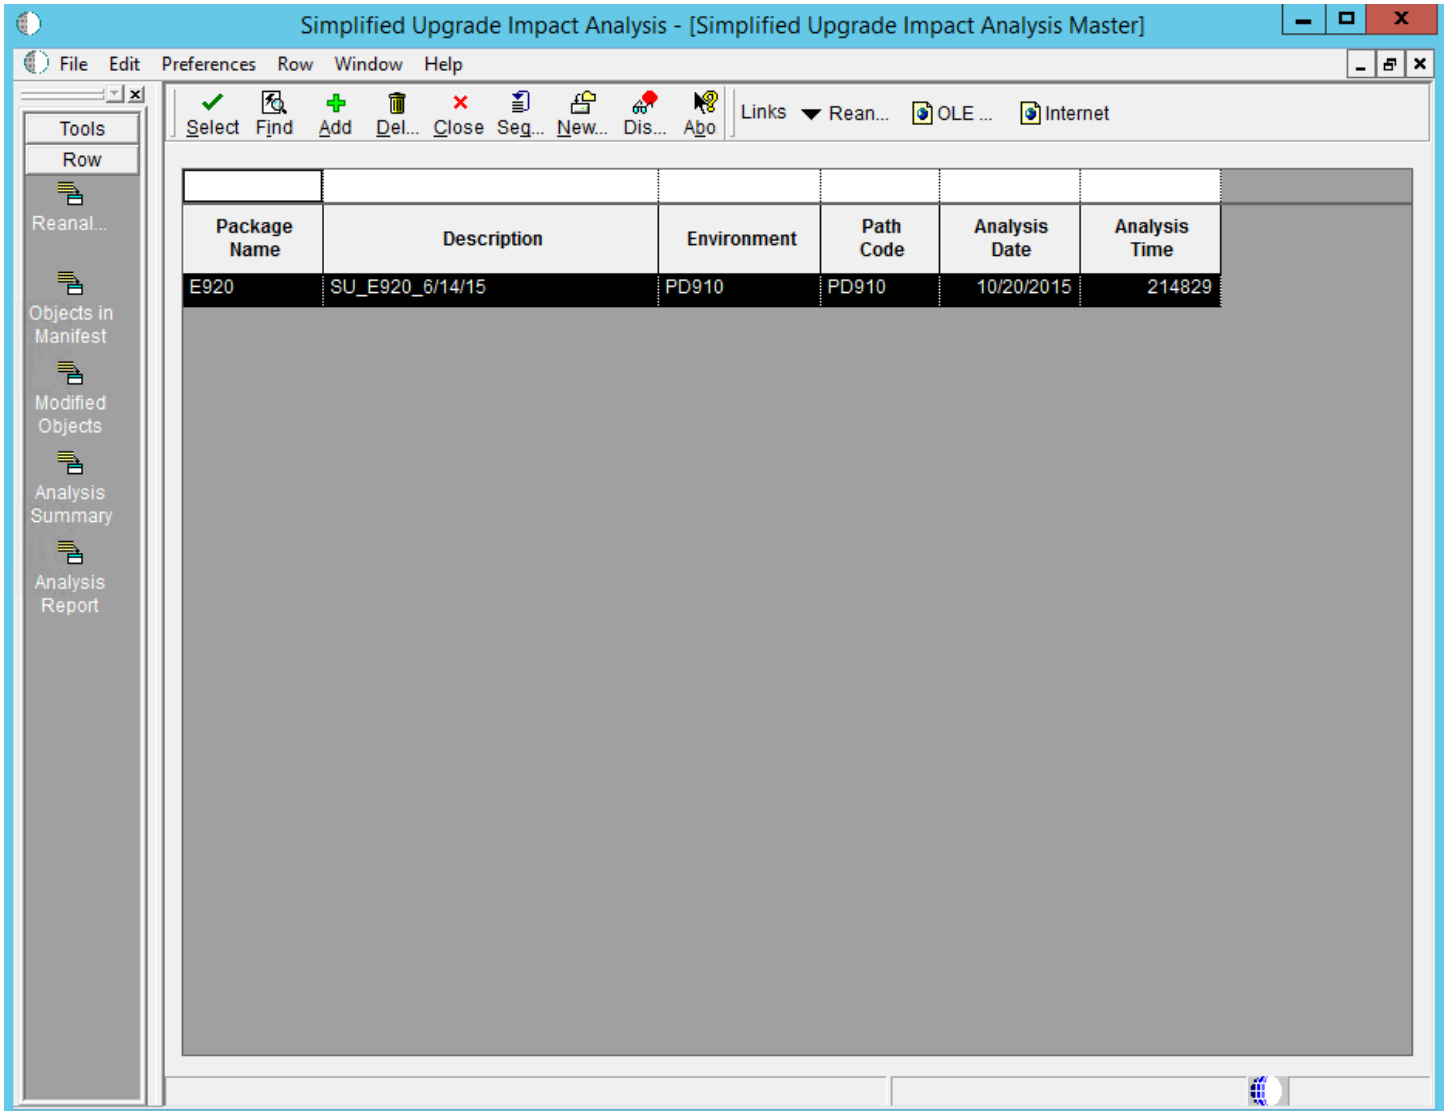 Simplified Upgrade Impact Analysis - [Simplified Upgrade Impact Analysis Master]
File Edit Preferences Row Window Help
Select Find Add Del... Close Seq... New... Dis... Abo Links Rean... OLE ... Internet
Tools
Row
Reanal...
Objects in
Manifest
Modified
Objects
Analysis
Summary
Analysis
Report
Package
Name
Description
Environment
Path
Code
Analysis
Date
Analysis
Time
E920 SU_E920_6/14/15 PD910 PD910 10/20/2015 214829